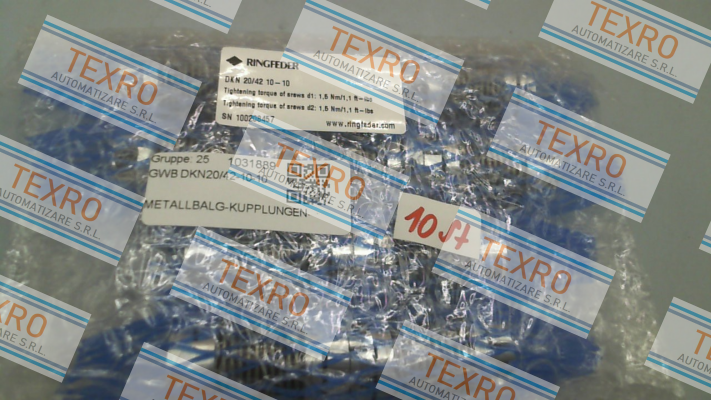 RINGFEDER
DKN 20/42 10-10
Tightening torque of srews d1: 1,5 Nm/1,1 ft-lbs
Tightening torque of srews d2: 1,5 Nm/1,1 ft-lbs
SN 100298457
www.ringfeder.com
Gruppe: 25 1031889
GWB DKN20/42-10-10
METALLBALG-KUPPLUNGEN
10 St
TEXRO
AUTOMATIZARE S.R.L.